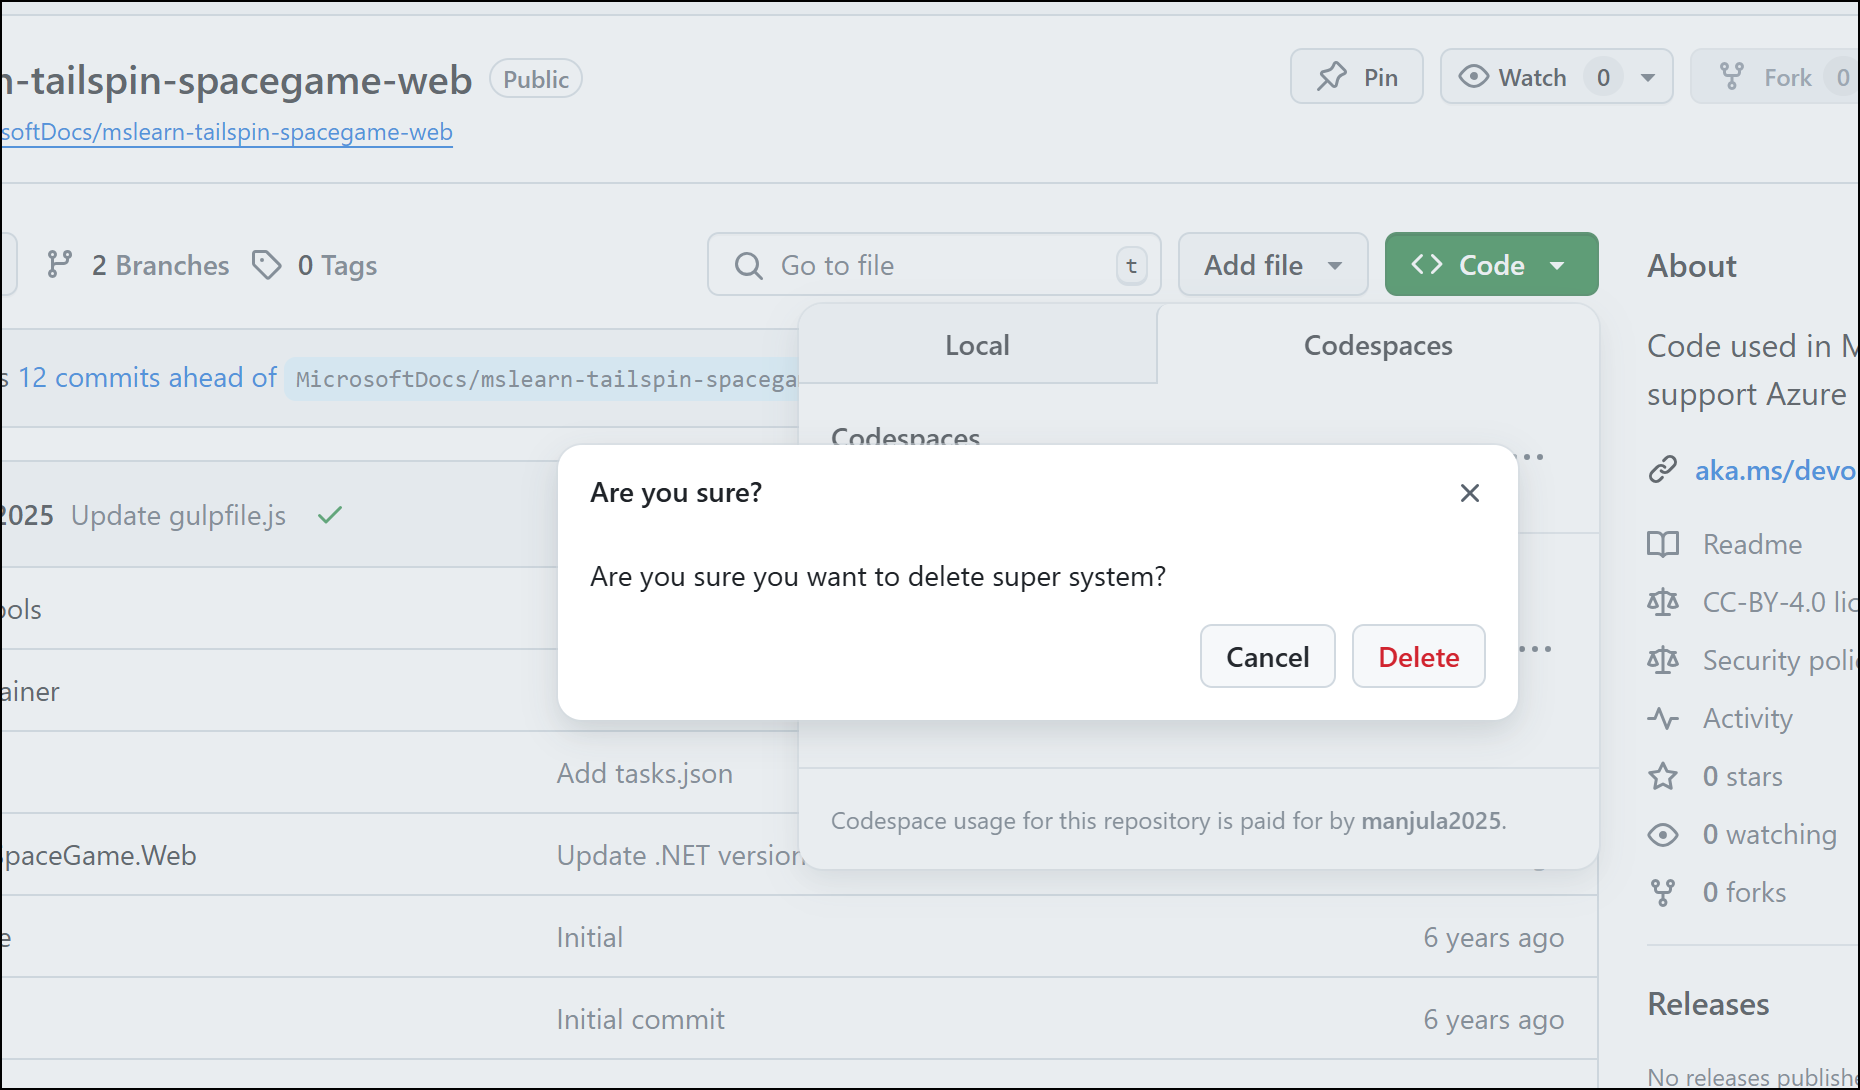 n-tailspin-spacegame-web Public
Pin
Watch 0
Fork 0
softDocs/mslearn-tailspin-spacegame-web
2 Branches
0 Tags
Go to file
t
Add file
Code
About
Local
Codespaces
Code used in M
support Azure
s 12 commits ahead of MicrosoftDocs/mslearn-tailspin-spacega
Codespaces
aka.ms/devo
Are you sure?
2025 Update gulpfile.js
Readme
Are you sure you want to delete super system?
ools
CC-BY-4.0 lic
Cancel
Delete
Security poli
ainer
Activity
Add tasks.json
0 stars
Codespace usage for this repository is paid for by manjula2025.
0 watching
SpaceGame.Web
Update .NET version
0 forks
e
Initial
6 years ago
Releases
Initial commit
6 years ago
No releases publishe